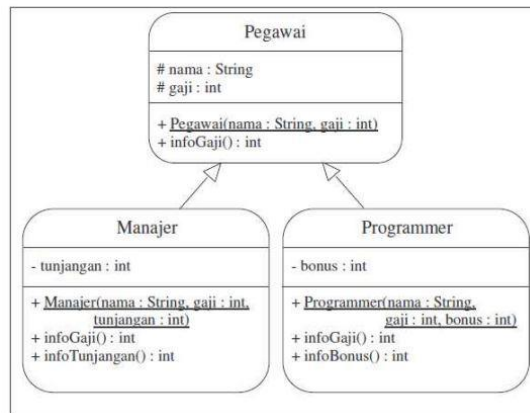 Pegawai
# nama : String
# gaji : int
+ Pegawai(nama : String, gaji : int)
+ infoGaji() : int
Manajer
- tunjangan : int
+ Manajer(nama : String, gaji : int,
tunjangan : int)
+ infoGaji() : int
+ infoTunjangan() : int
Programmer
- bonus : int
+ Programmer(nama : String,
gaji : int, bonus : int)
+ infoGaji() : int
+ infoBonus() : int